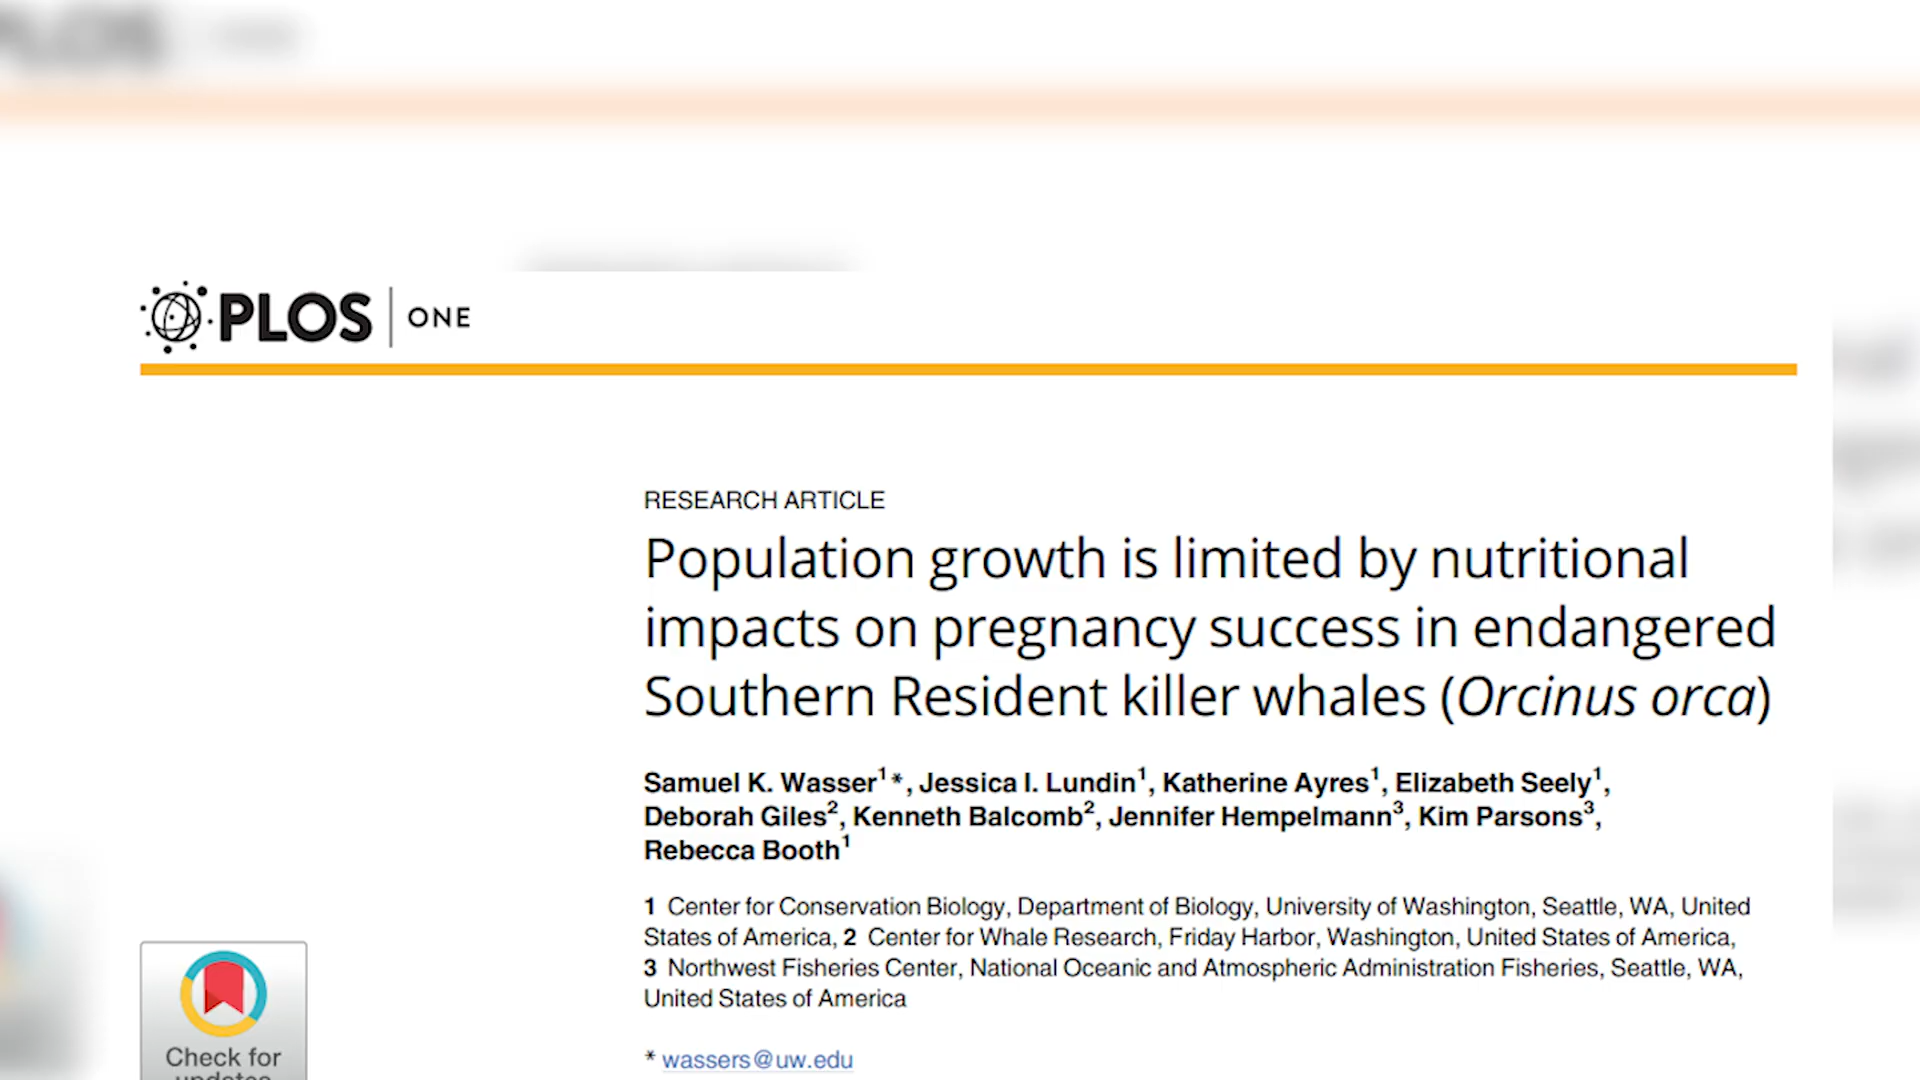 PLOS ONE
RESEARCH ARTICLE
Population growth is limited by nutritional
impacts on pregnancy success in endangered
Southern Resident killer whales (Orcinus orca)
Samuel K. Wasser1*, Jessica I. Lundin1, Katherine Ayres1, Elizabeth Seely1,
Deborah Giles2, Kenneth Balcomb2, Jennifer Hempelmann3, Kim Parsons3,
Rebecca Booth1
1 Center for Conservation Biology, Department of Biology, University of Washington, Seattle, WA, United
States of America, 2 Center for Whale Research, Friday Harbor, Washington, United States of America,
3 Northwest Fisheries Center, National Oceanic and Atmospheric Administration Fisheries, Seattle, WA,
United States of America
* wassers@uw.edu
Check for
updates